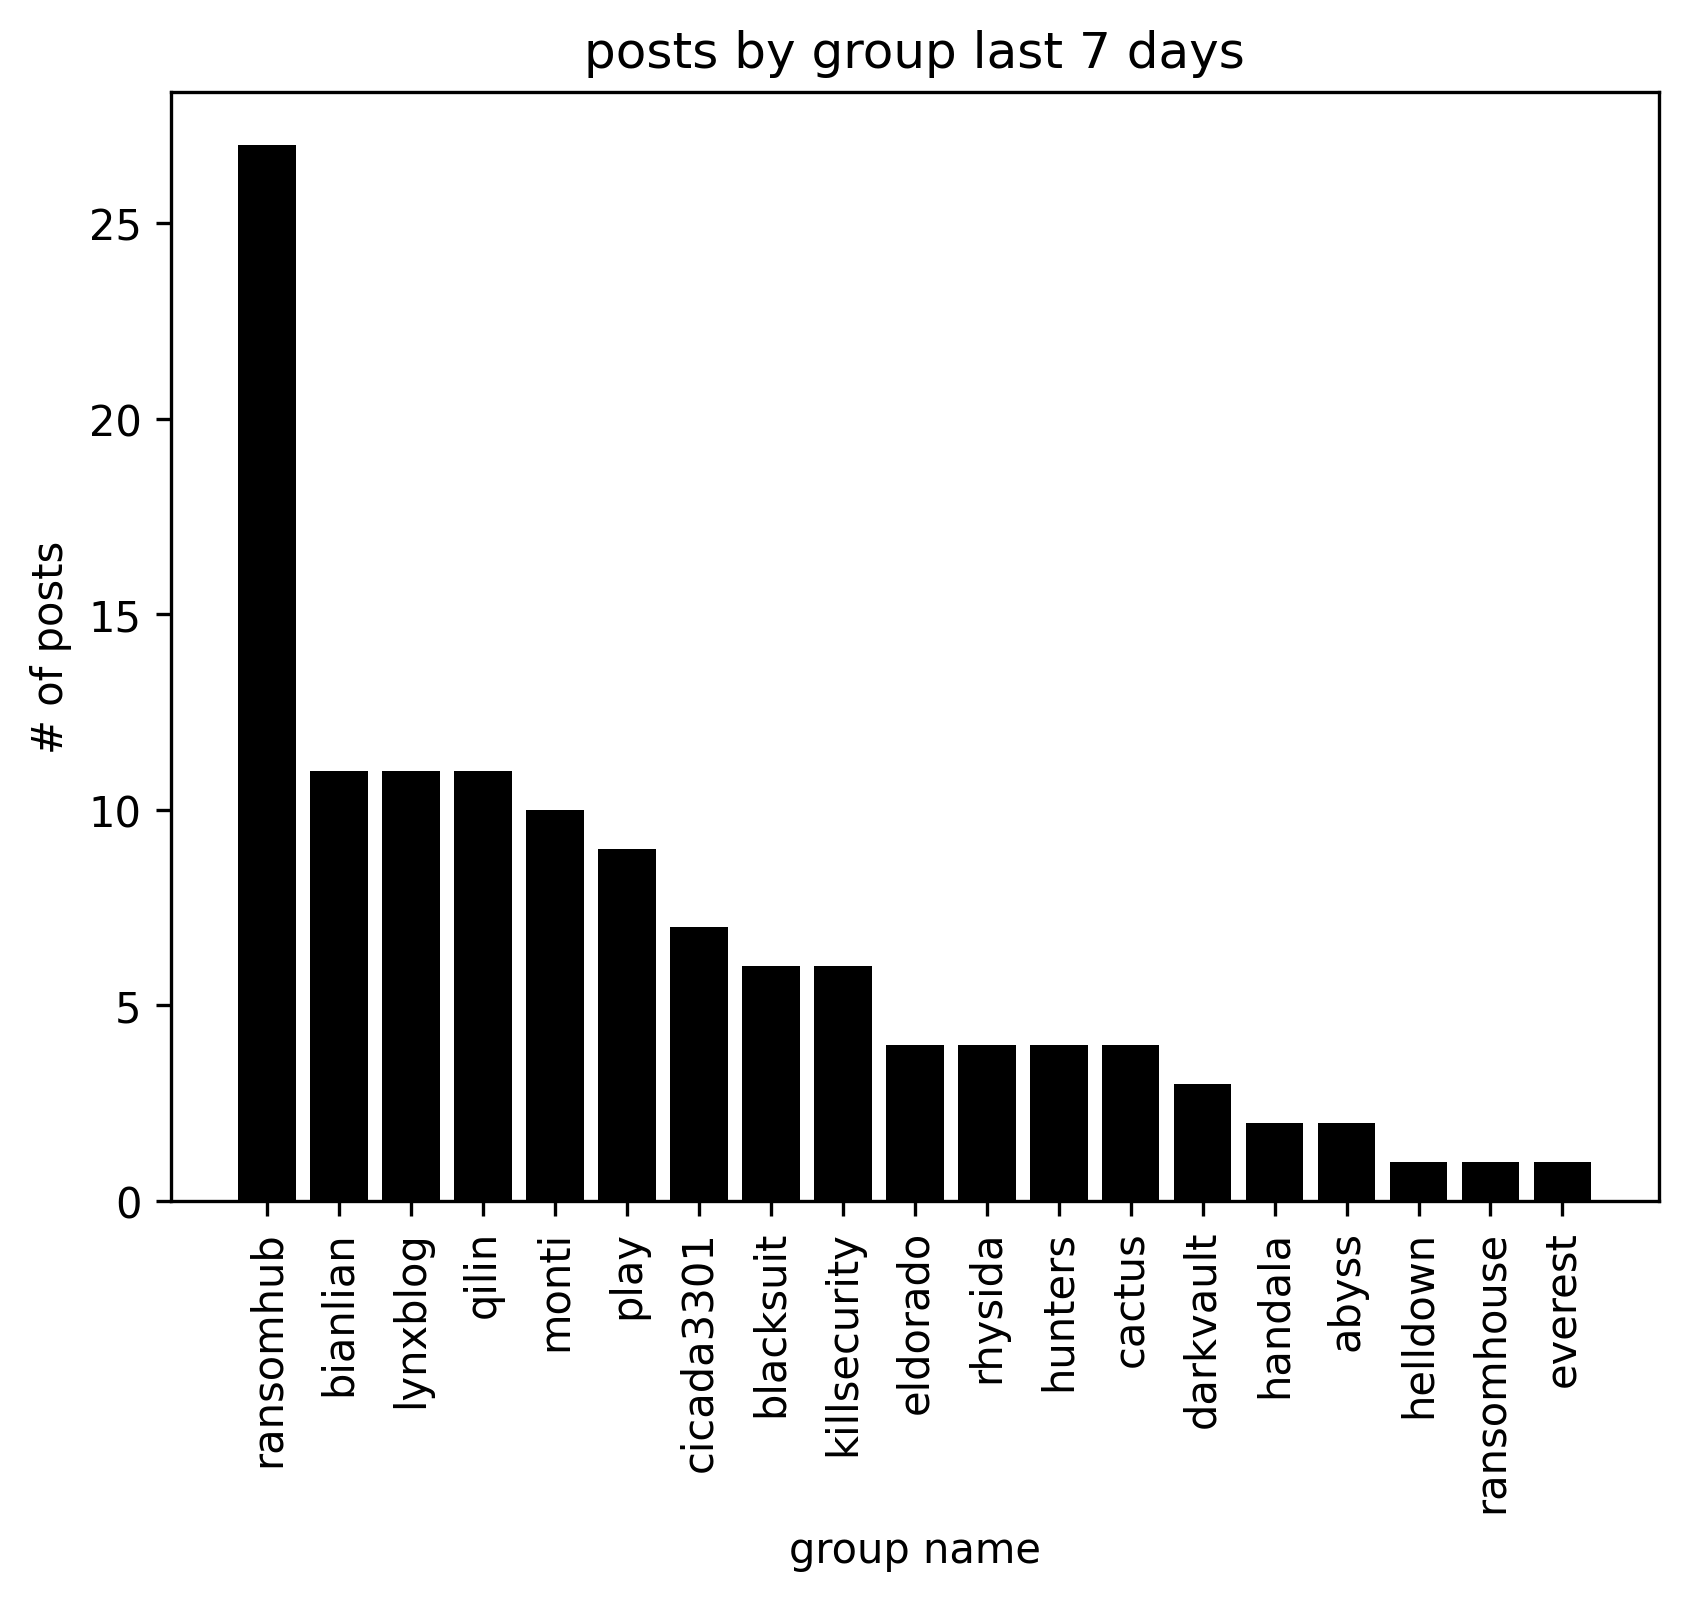 posts by group last 7 days
# of posts
25
20
15
10
5
0
ransomhub
bianlian
lynxblog
qilin
monti
play
cicada3301
blacksuit
killsecurity
eldorado
rhysida
hunters
cactus
darkvault
handala
abyss
helldown
ransomhouse
everest
group name